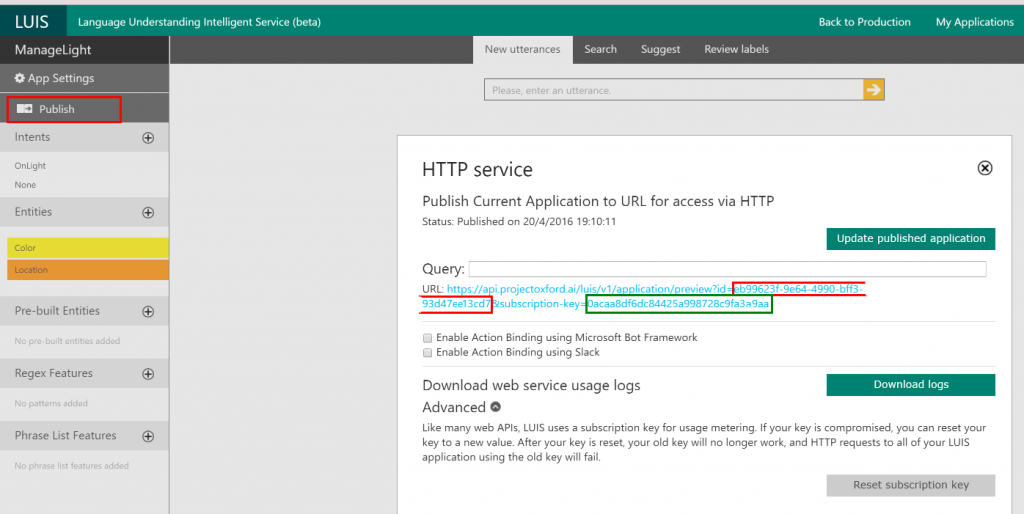 LUIS Language Understanding Intelligent Service (beta) Back to Production My Applications
ManageLight
New utterances Search Suggest Review labels
App Settings
Please, enter an utterance.
Publish
Intents
OnLight
None
Entities
Color
Location
Pre-built Entities
No pre-built entities added
Regex Features
No patterns added
Phrase List Features
No phrase list features added
HTTP service
Publish Current Application to URL for access via HTTP
Status: Published on 20/4/2016 19:10:11
Update published application
Query:
URL: https://api.projectoxford.ai/luis/v1/application/preview?id=eb99623f-9e64-4990-bff3-
93d47ee13cd78&subscription-key=0acaa8df6dc84425a998728c9fa3a9aa
Enable Action Binding using Microsoft Bot Framework
Enable Action Binding using Slack
Download web service usage logs
Download logs
Advanced
Like many web APIs, LUIS uses a subscription key for usage metering. If your key is compromised, you can reset your
key to a new value. After your key is reset, your old key will no longer work, and HTTP requests to all of your LUIS
application using the old key will fail.
Reset subscription key